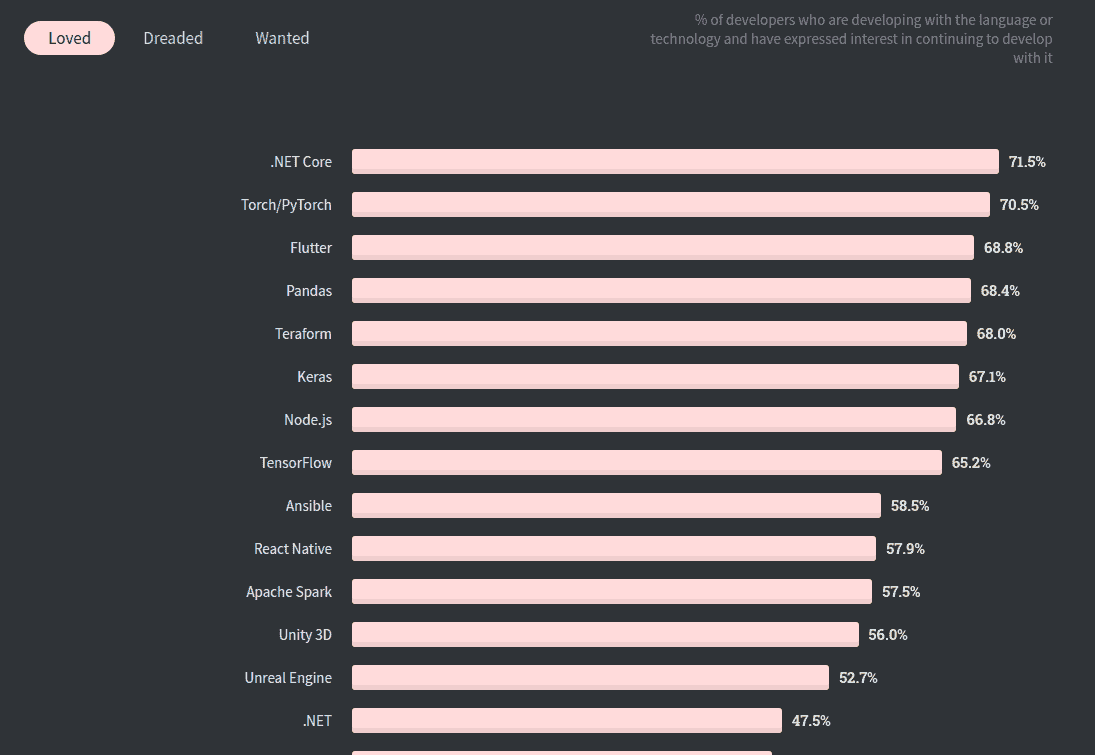 Loved Dreaded Wanted
% of developers who are developing with the language or
technology and have expressed interest in continuing to develop
with it
.NET Core 71.5%
Torch/PyTorch 70.5%
Flutter 68.8%
Pandas 68.4%
Teraform 68.0%
Keras 67.1%
Node.js 66.8%
TensorFlow 65.2%
Ansible 58.5%
React Native 57.9%
Apache Spark 57.5%
Unity 3D 56.0%
Unreal Engine 52.7%
.NET 47.5%